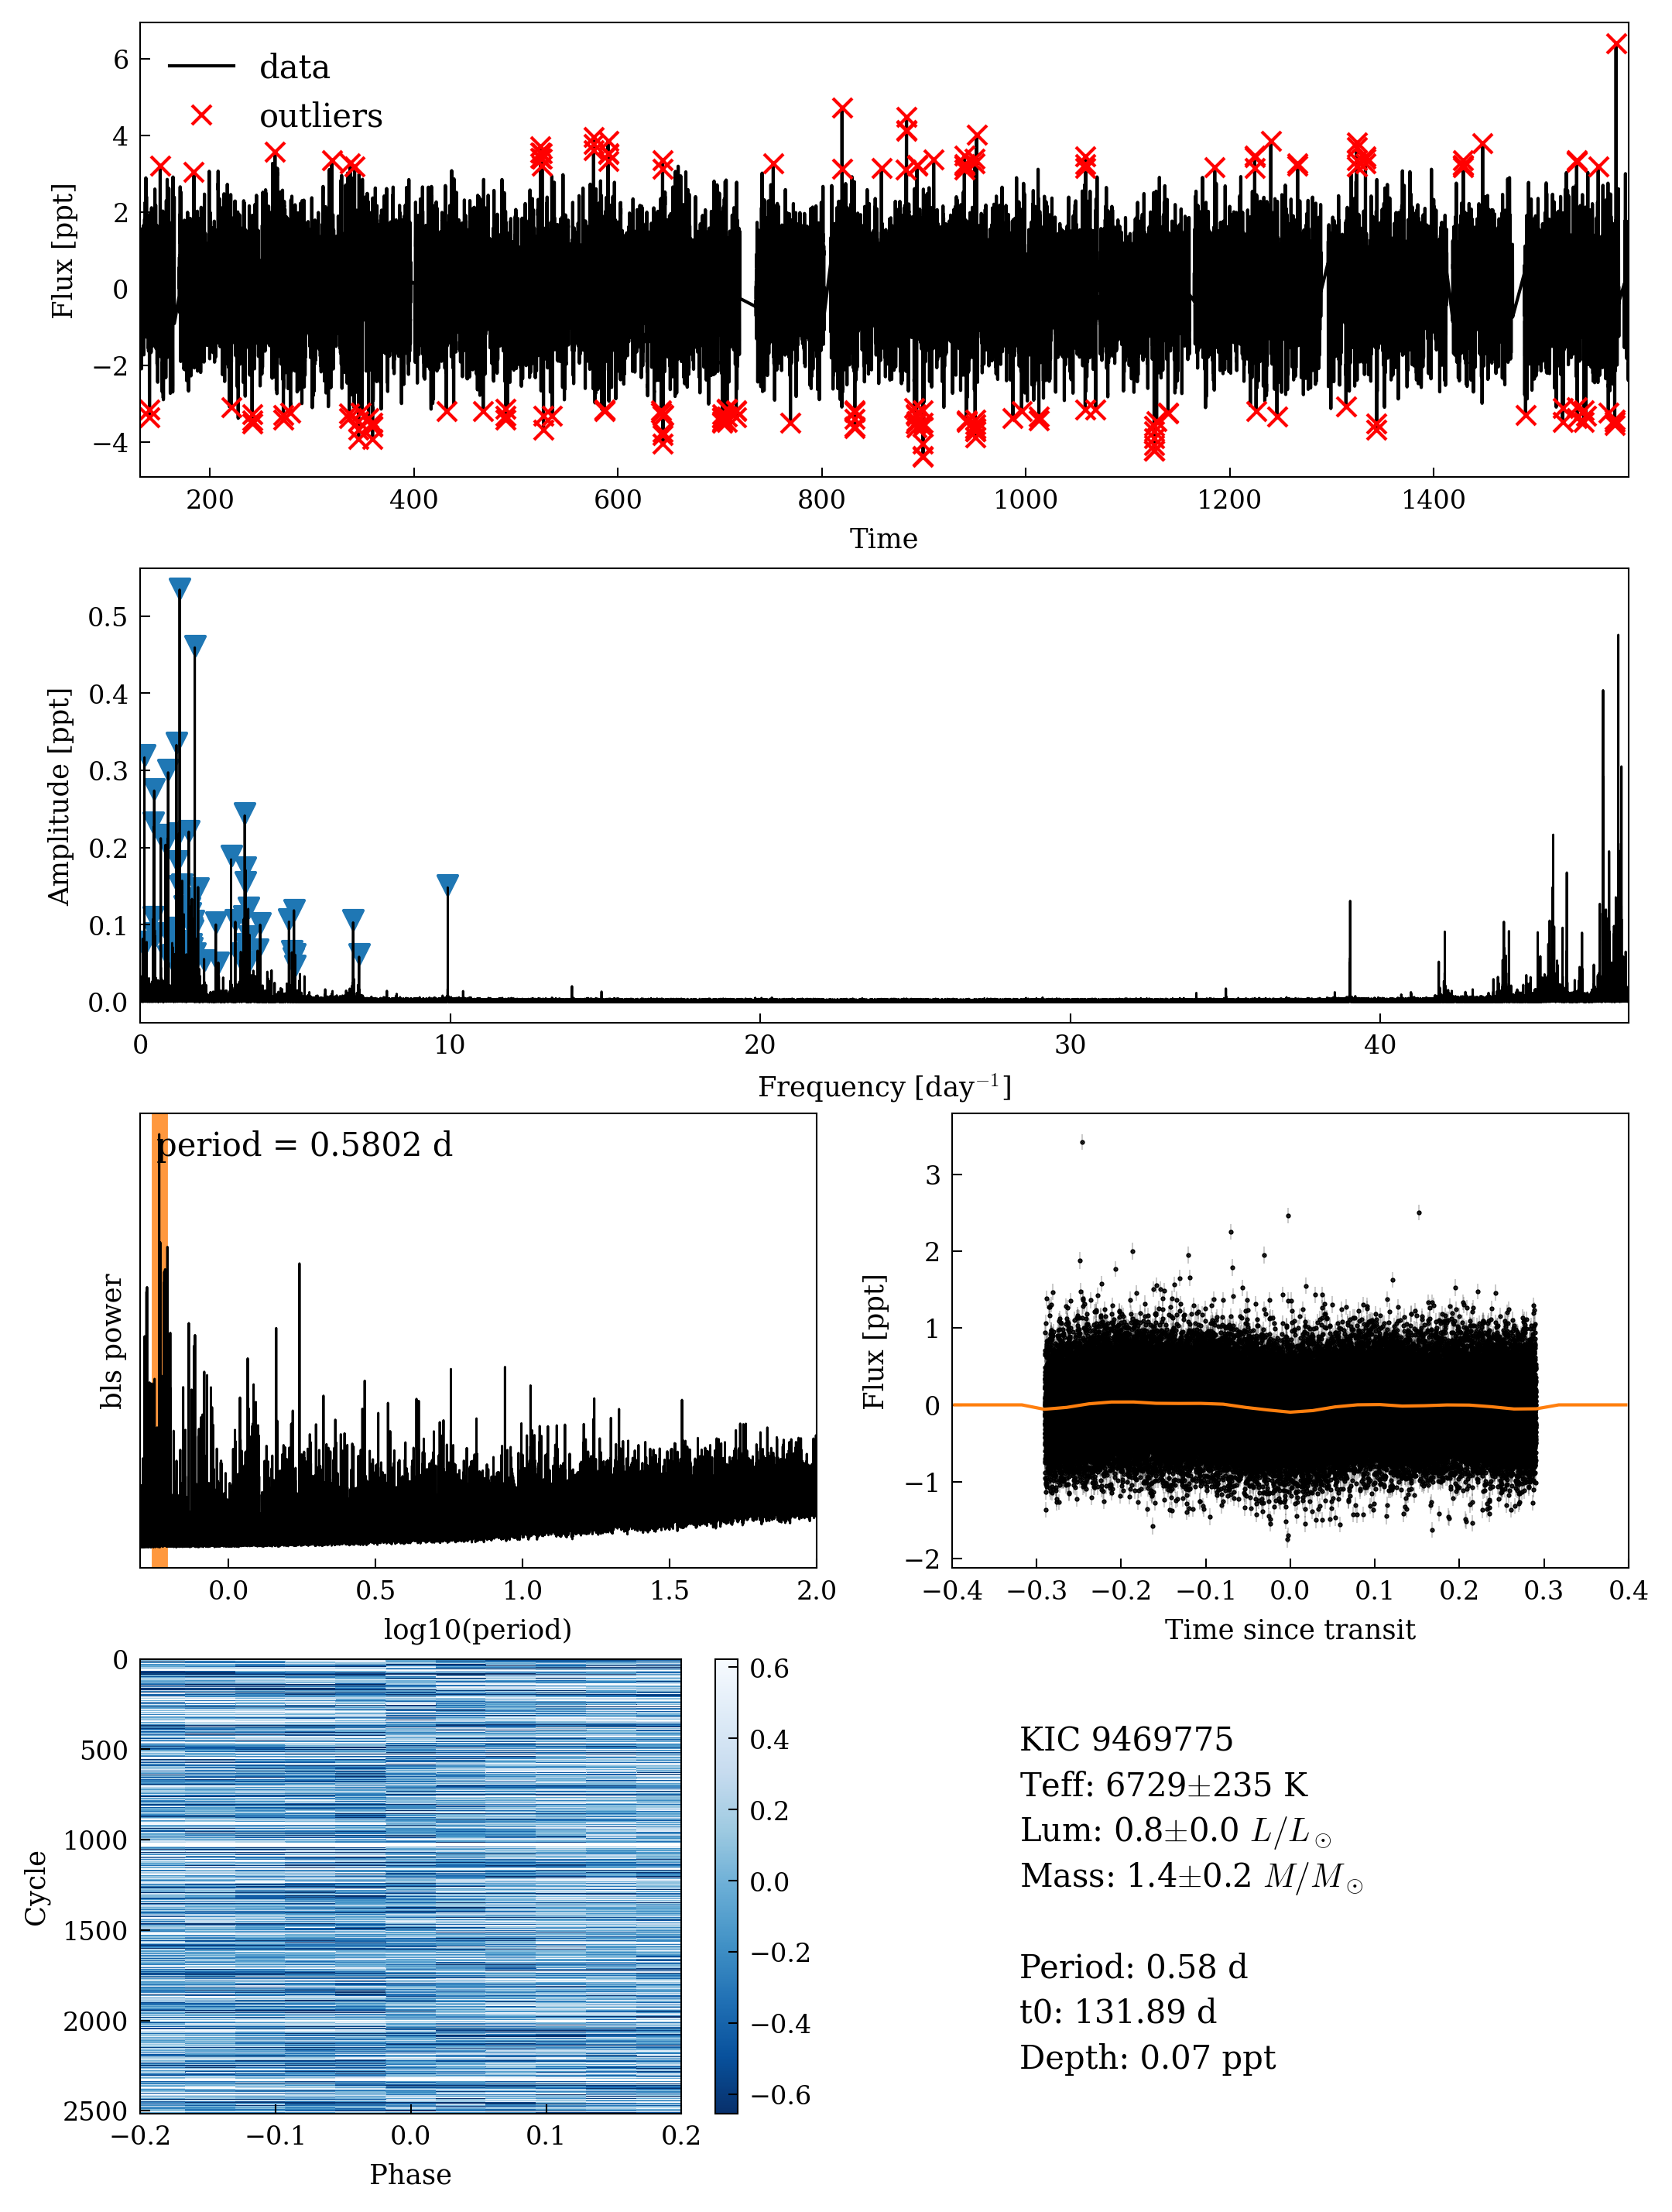 data
outliers
6
4
2
0
−2
−4
Flux [ppt]
200 400 600 800 1000 1200 1400
Time
0.5
0.4
0.3
0.2
0.1
0.0
Amplitude [ppt]
0 10 20 30 40
Frequency [day⁻¹]
period = 0.5802 d
bls power
0.0 0.5 1.0 1.5 2.0
log10(period)
3
2
1
0
−1
−2
Flux [ppt]
−0.4 −0.3 −0.2 −0.1 0.0 0.1 0.2 0.3 0.4
Time since transit
0
500
1000
1500
2000
2500
Cycle
−0.2 −0.1 0.0 0.1 0.2
Phase
0.6
0.4
0.2
0.0
−0.2
−0.4
−0.6
KIC 9469775
Teff: 6729±235 K
Lum: 0.8±0.0 L/L⊙
Mass: 1.4±0.2 M/M⊙
Period: 0.58 d
t0: 131.89 d
Depth: 0.07 ppt